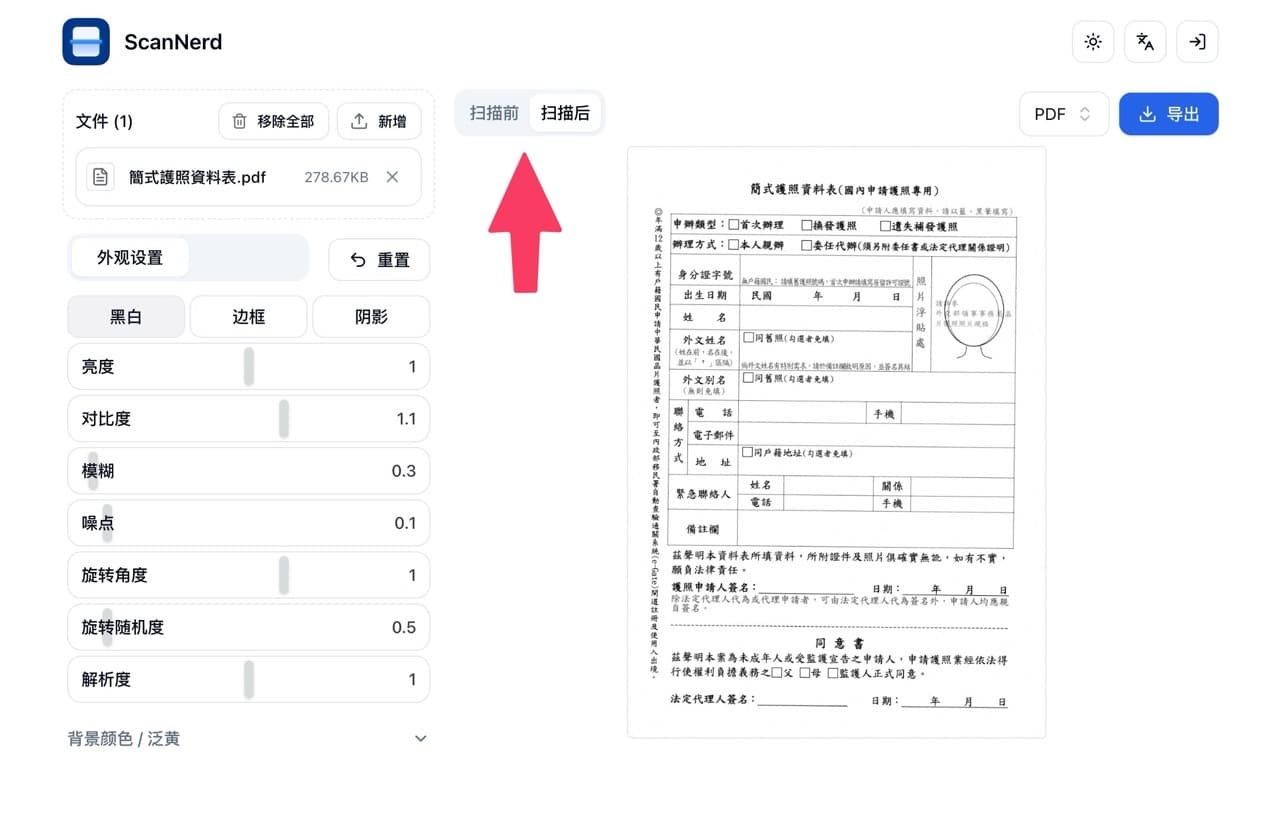 ScanNerd
文件 (1)
移除全部
新增
簡式護照資料表.pdf
278.67KB
外观设置
重置
黑白
边框
阴影
亮度 1
对比度 1.1
模糊 0.3
噪点 0.1
旋转角度 1
旋转随机度 0.5
解析度 1
背景颜色 / 泛黄
扫描前
扫描后
PDF
导出
簡式護照資料表(國內申請護照專用)
(申請人應填寫資料,請以藍、黑筆填寫)
◎年滿12歲以上有戶籍國民申請中華民國晶片護照者,即可至內政部移民署自動查驗通關系統(e-Gate)閘道註冊及使用入出境。
申辦類型:□首次辦理 □換發護照 □遺失補發護照
辦理方式:□本人親辦 □委任代辦(須另附委任書或法定代理關係證明)
身分證字號
無戶籍國民:請填舊護照號碼,首次申辦請填寫居留許可證號
出生日期 民國 年 月 日
照片浮貼處
姓 名
外文姓名
(姓在前,名在後,
並以「,」區隔)
□同舊照(勾選者免填)
倘外文姓名有特別需求,請於備註欄敘明原因,並簽名具結
外文別名
(無則免填)
□同舊照(勾選者免填)
聯絡方式
電 話
手機
電子郵件
地 址
□同戶籍地址(勾選者免填)
緊急聯絡人
姓名
關係
電話
手機
備註欄
茲聲明本資料表所填資料,所附證件及照片俱確實無訛,如有不實,
願負法律責任。
護照申請人簽名: 日期: 年 月 日
除法定代理人代為或代理申請者,可由法定代理人代為簽名外,申請人均應親
自簽名。
同 意 書
茲聲明本案為未成年人或受監護宣告之申請人,申請護照業經依法得
行使權利負擔義務之□父 □母 □監護人正式同意。
法定代理人簽名: 日期: 年 月 日